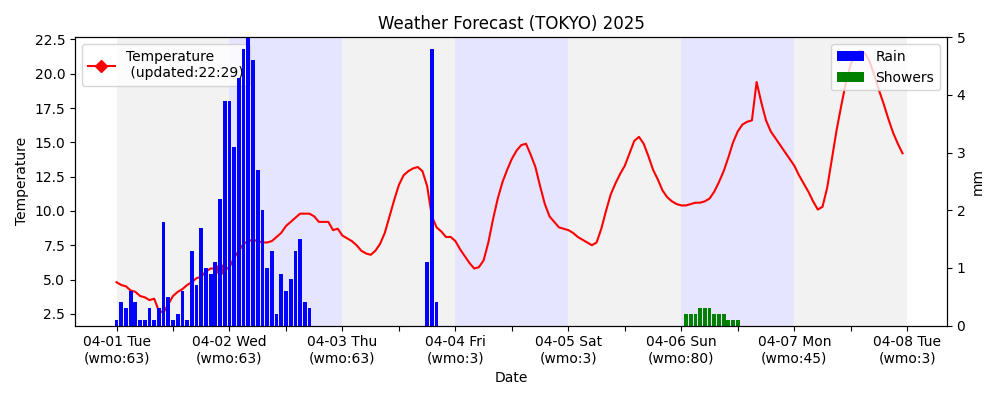 Weather Forecast (TOKYO) 2025
Temperature
(updated:22:29)
Rain
Showers
22.5
20.0
17.5
15.0
12.5
10.0
7.5
5.0
2.5
Temperature
5
4
3
2
1
0
mm
04-01 Tue
(wmo:63)
04-02 Wed
(wmo:63)
04-03 Thu
(wmo:63)
04-04 Fri
(wmo:3)
04-05 Sat
(wmo:3)
04-06 Sun
(wmo:80)
04-07 Mon
(wmo:45)
04-08 Tue
(wmo:3)
Date